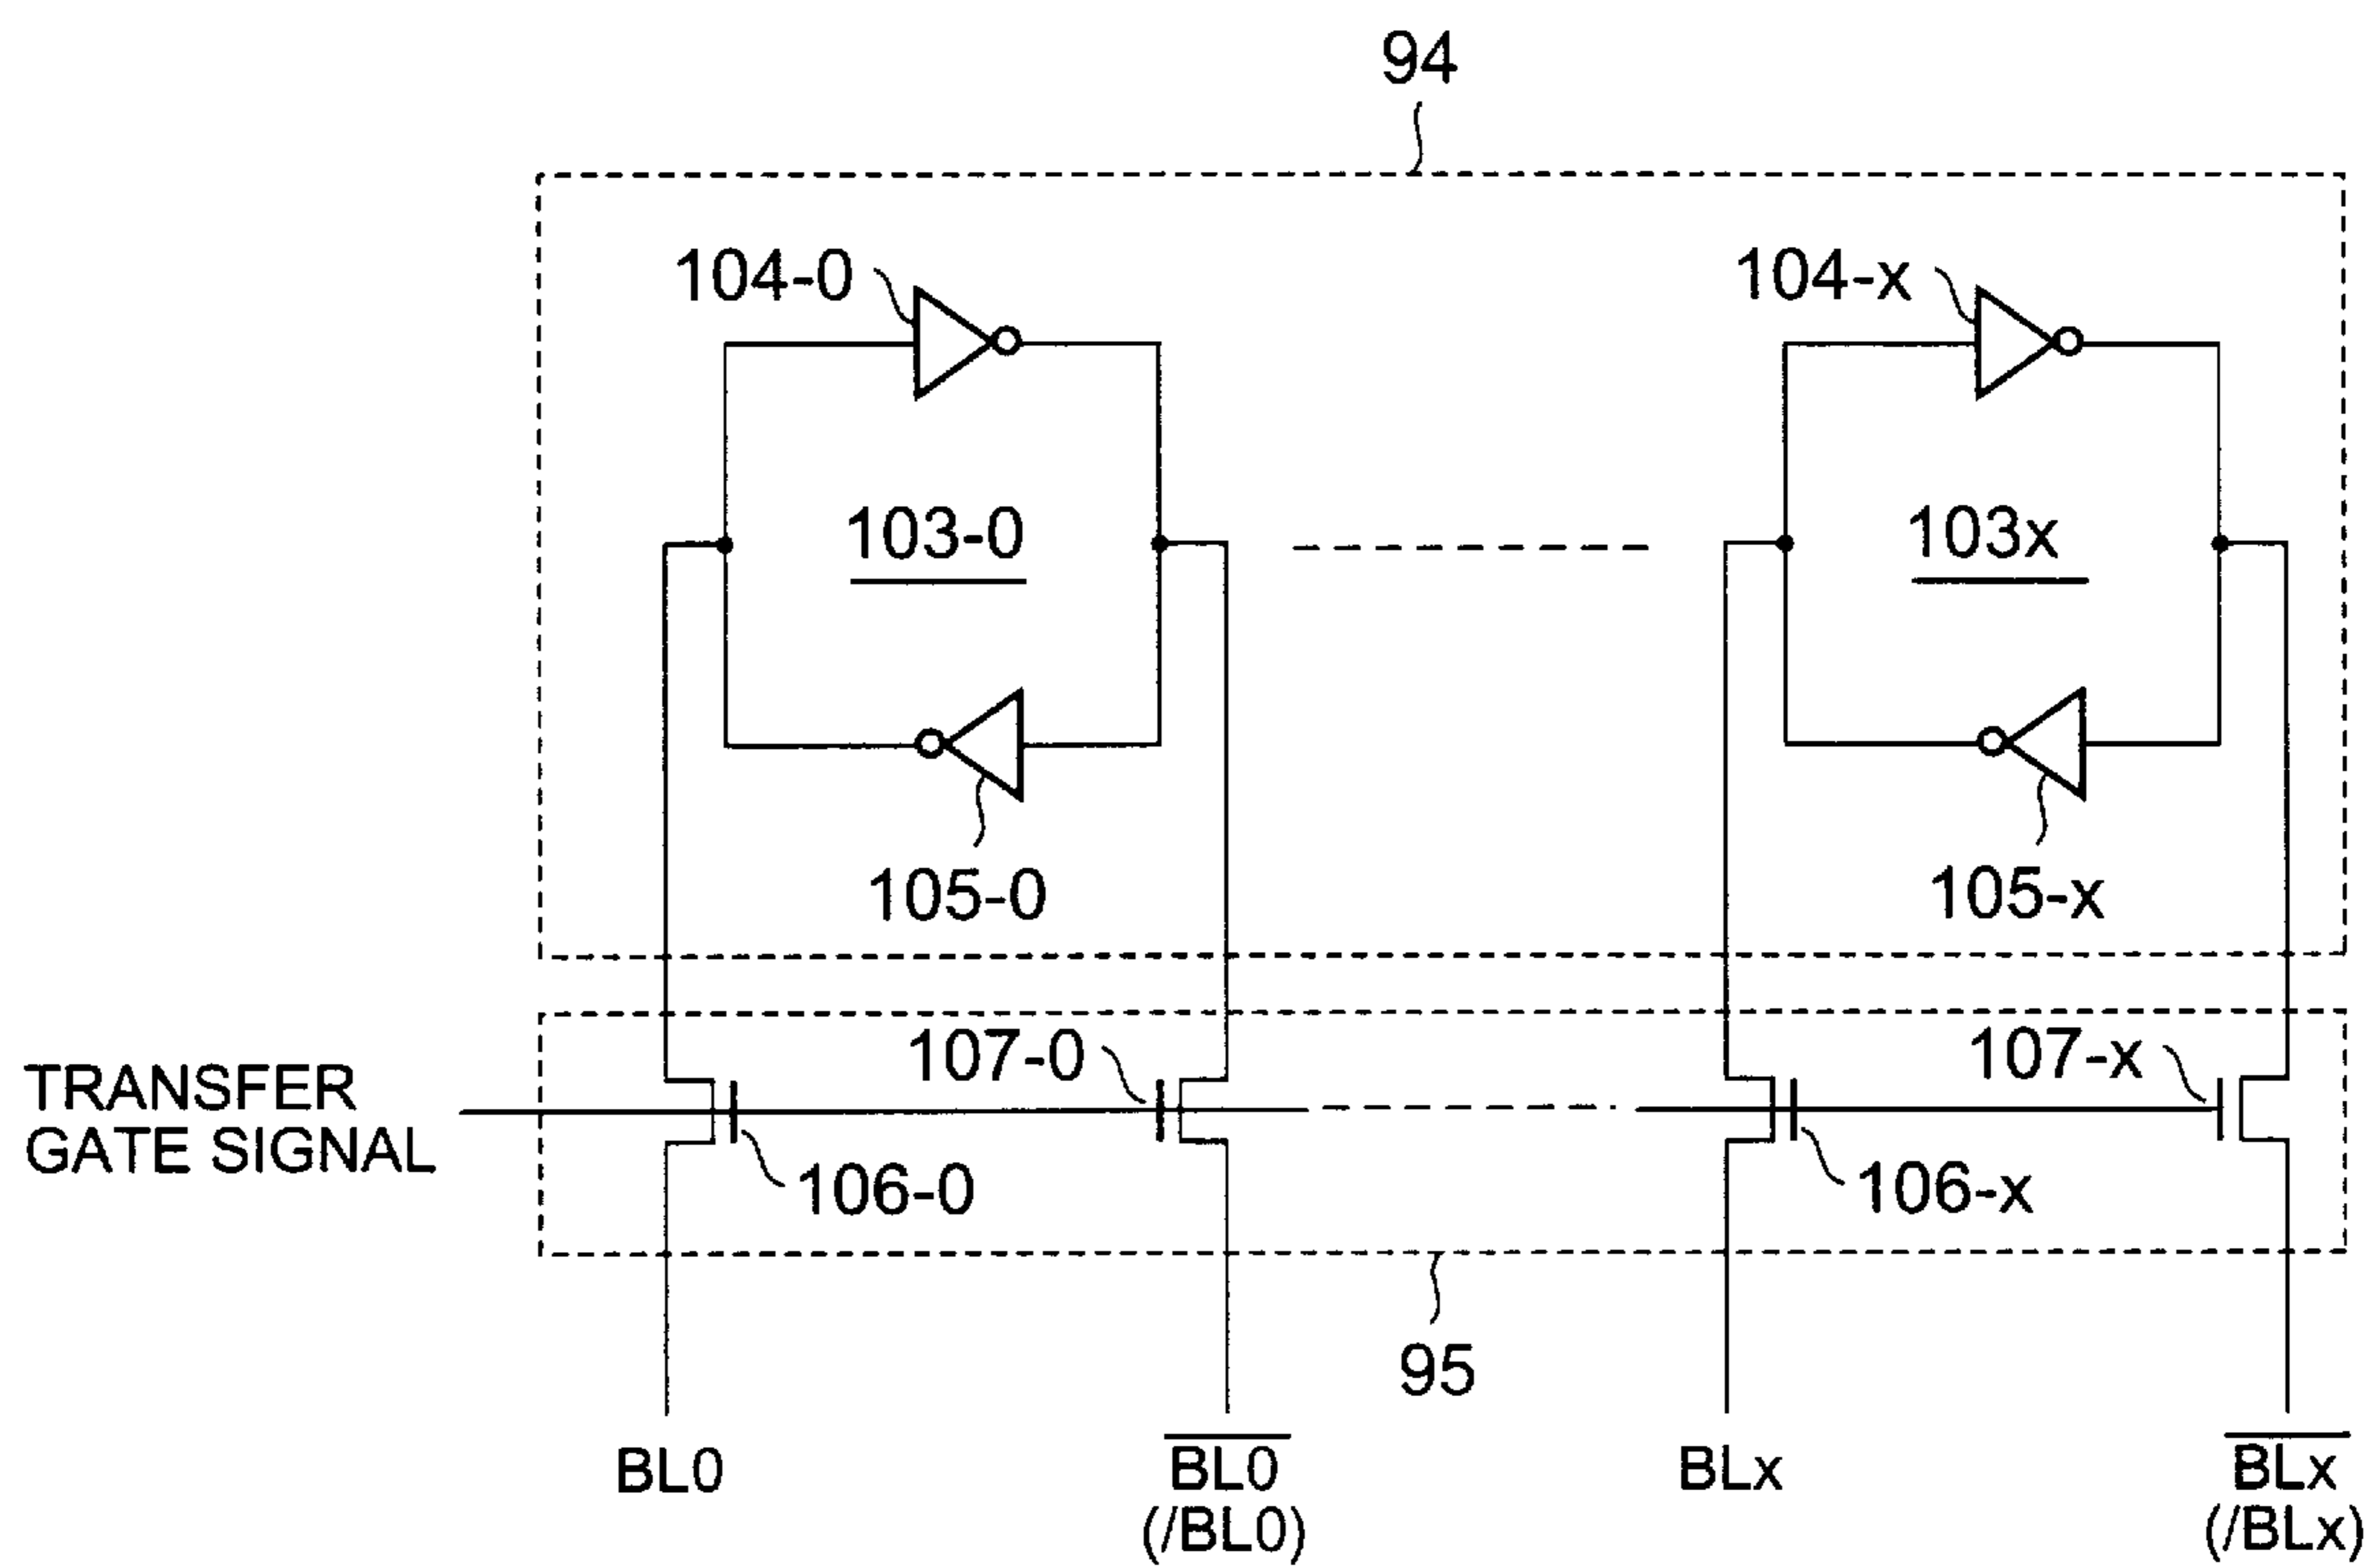 94
104-0
104-x
103-0
103x
105-0
105-x
107-0
107-x
TRANSFER
GATE SIGNAL
106-0
106-x
95
BL0
BL0
(/BL0)
BLx
BLx
(/BLx)